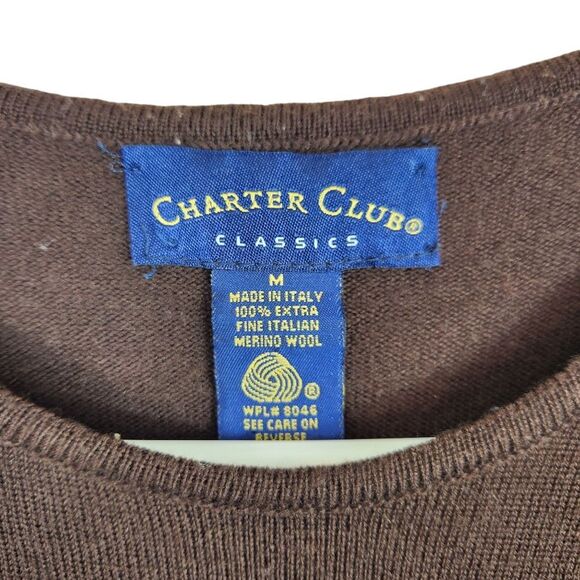 CHARTER CLUB®
CLASSICS
M
MADE IN ITALY
100% EXTRA
FINE ITALIAN
MERINO WOOL
®
WPL# 8046
SEE CARE ON
REVERSE